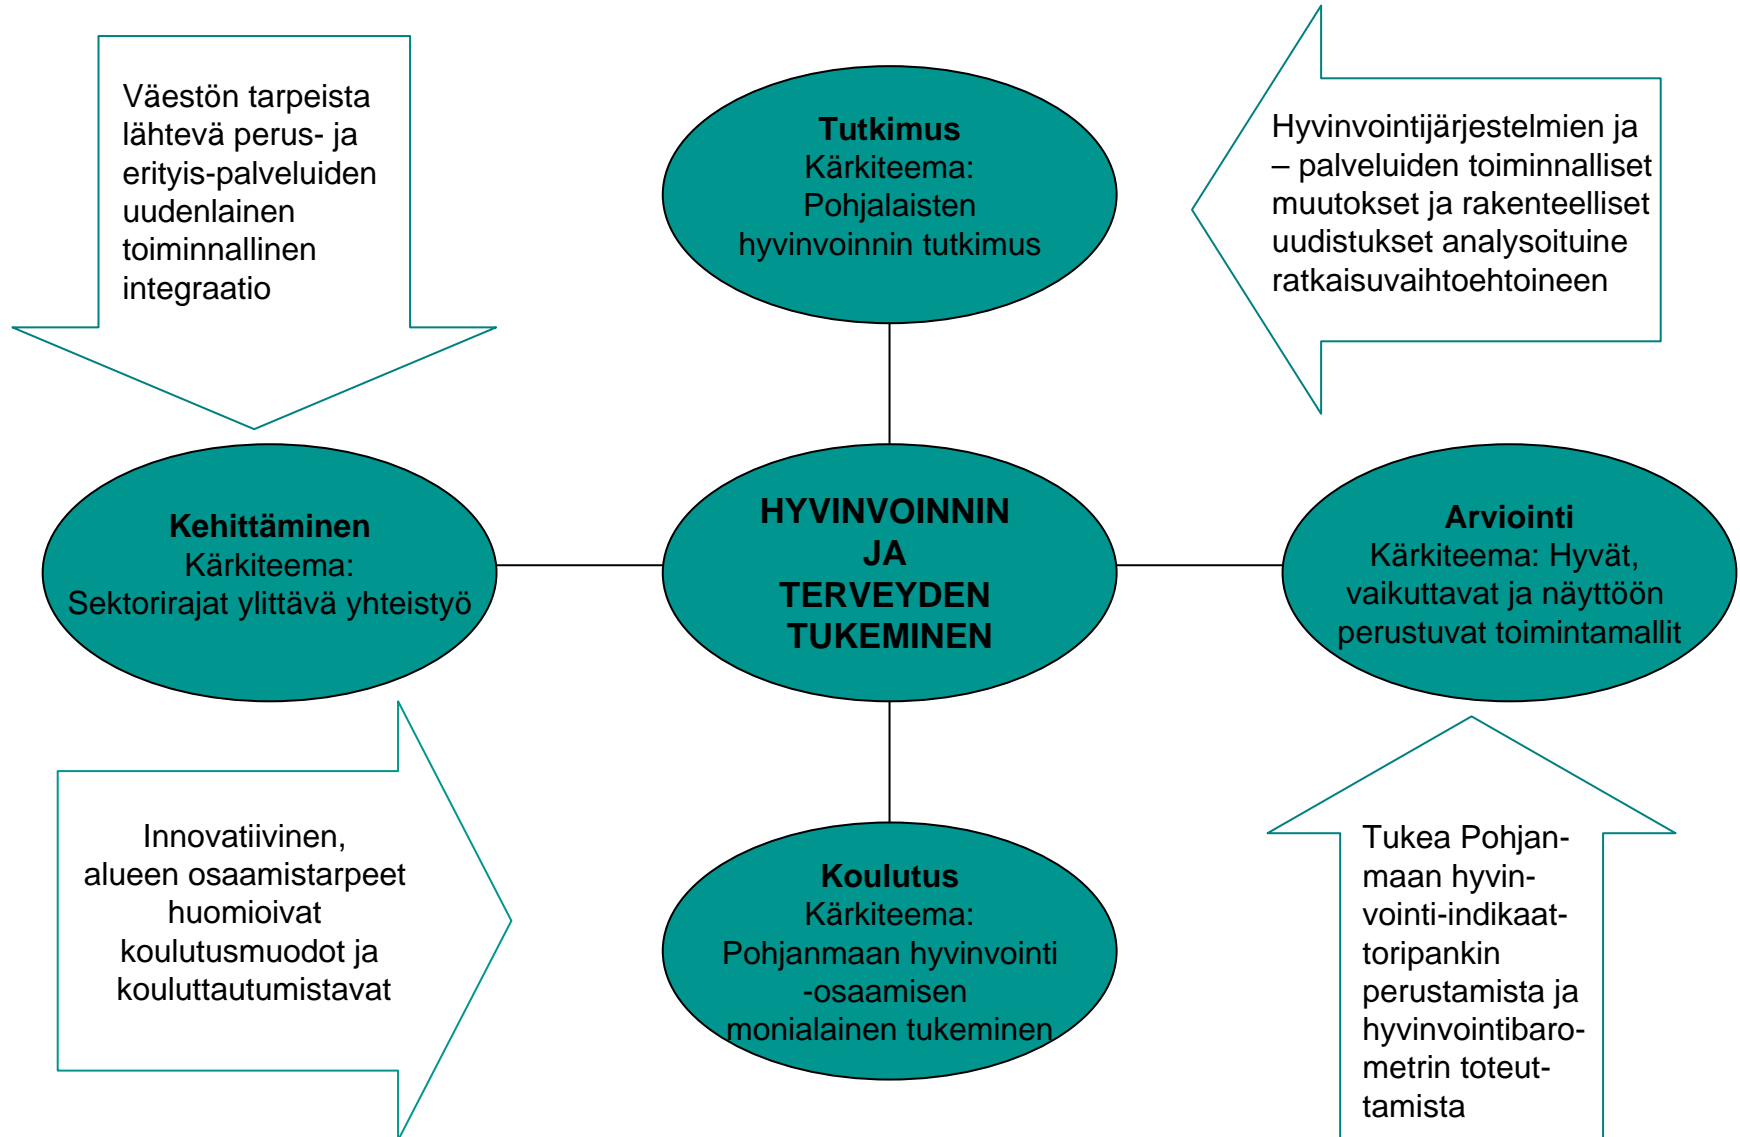 Väestön tarpeista
lähtevä perus- ja
erityis-palveluiden
uudenlainen
toiminnallinen
integraatio
Tutkimus
Kärkiteema:
Pohjalaisten
hyvinvoinnin tutkimus
Hyvinvointijärjestelmien ja
– palveluiden toiminnalliset
muutokset ja rakenteelliset
uudistukset analysoituine
ratkaisuvaihtoehtoineen
Kehittäminen
Kärkiteema:
Sektorirajat ylittävä yhteistyö
HYVINVOINNIN
JA
TERVEYDEN
TUKEMINEN
Arviointi
Kärkiteema: Hyvät,
vaikuttavat ja näyttöön
perustuvat toimintamallit
Innovatiivinen,
alueen osaamistarpeet
huomioivat
koulutusmuodot ja
kouluttautumistavat
Koulutus
Kärkiteema:
Pohjanmaan hyvinvointi
-osaamisen
monialainen tukeminen
Tukea Pohjan-
maan hyvin-
vointi-indikaat-
toripankin
perustamista ja
hyvinvointibaro-
metrin toteut-
tamista